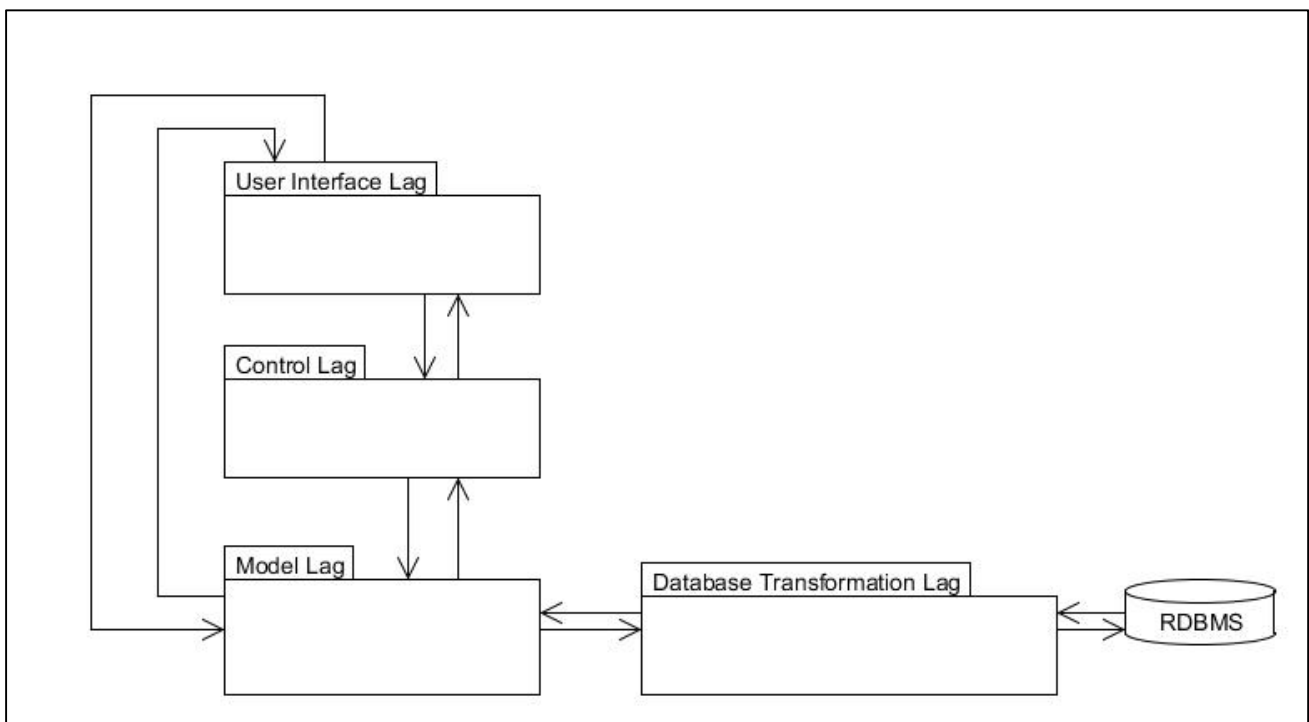 User Interface Lag
Control Lag
Model Lag
Database Transformation Lag
RDBMS